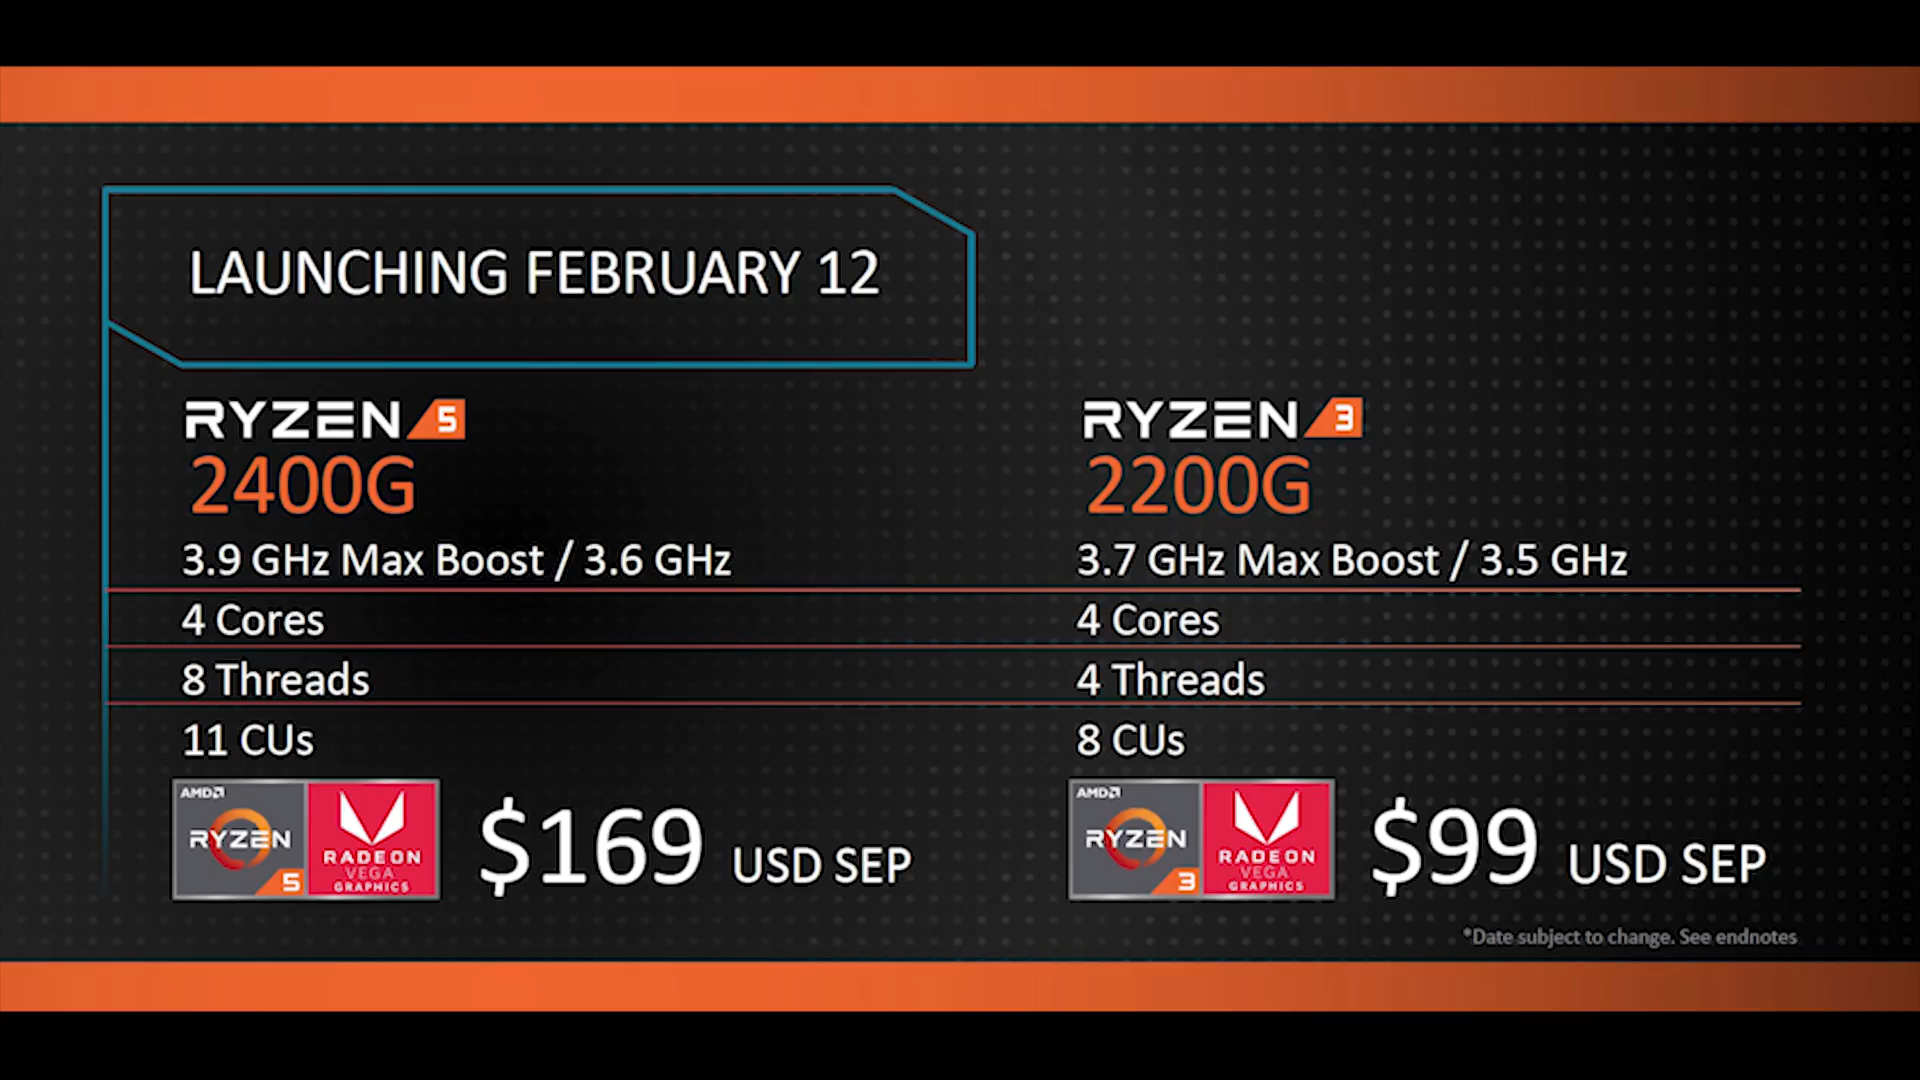 LAUNCHING FEBRUARY 12
RYZEN 5
2400G
3.9 GHz Max Boost / 3.6 GHz
4 Cores
8 Threads
11 CUs
AMD
RYZEN
5
RADEON
VEGA
GRAPHICS
$169 USD SEP
RYZEN 3
2200G
3.7 GHz Max Boost / 3.5 GHz
4 Cores
4 Threads
8 CUs
AMD
RYZEN
3
RADEON
VEGA
GRAPHICS
$99 USD SEP
*Date subject to change. See endnotes